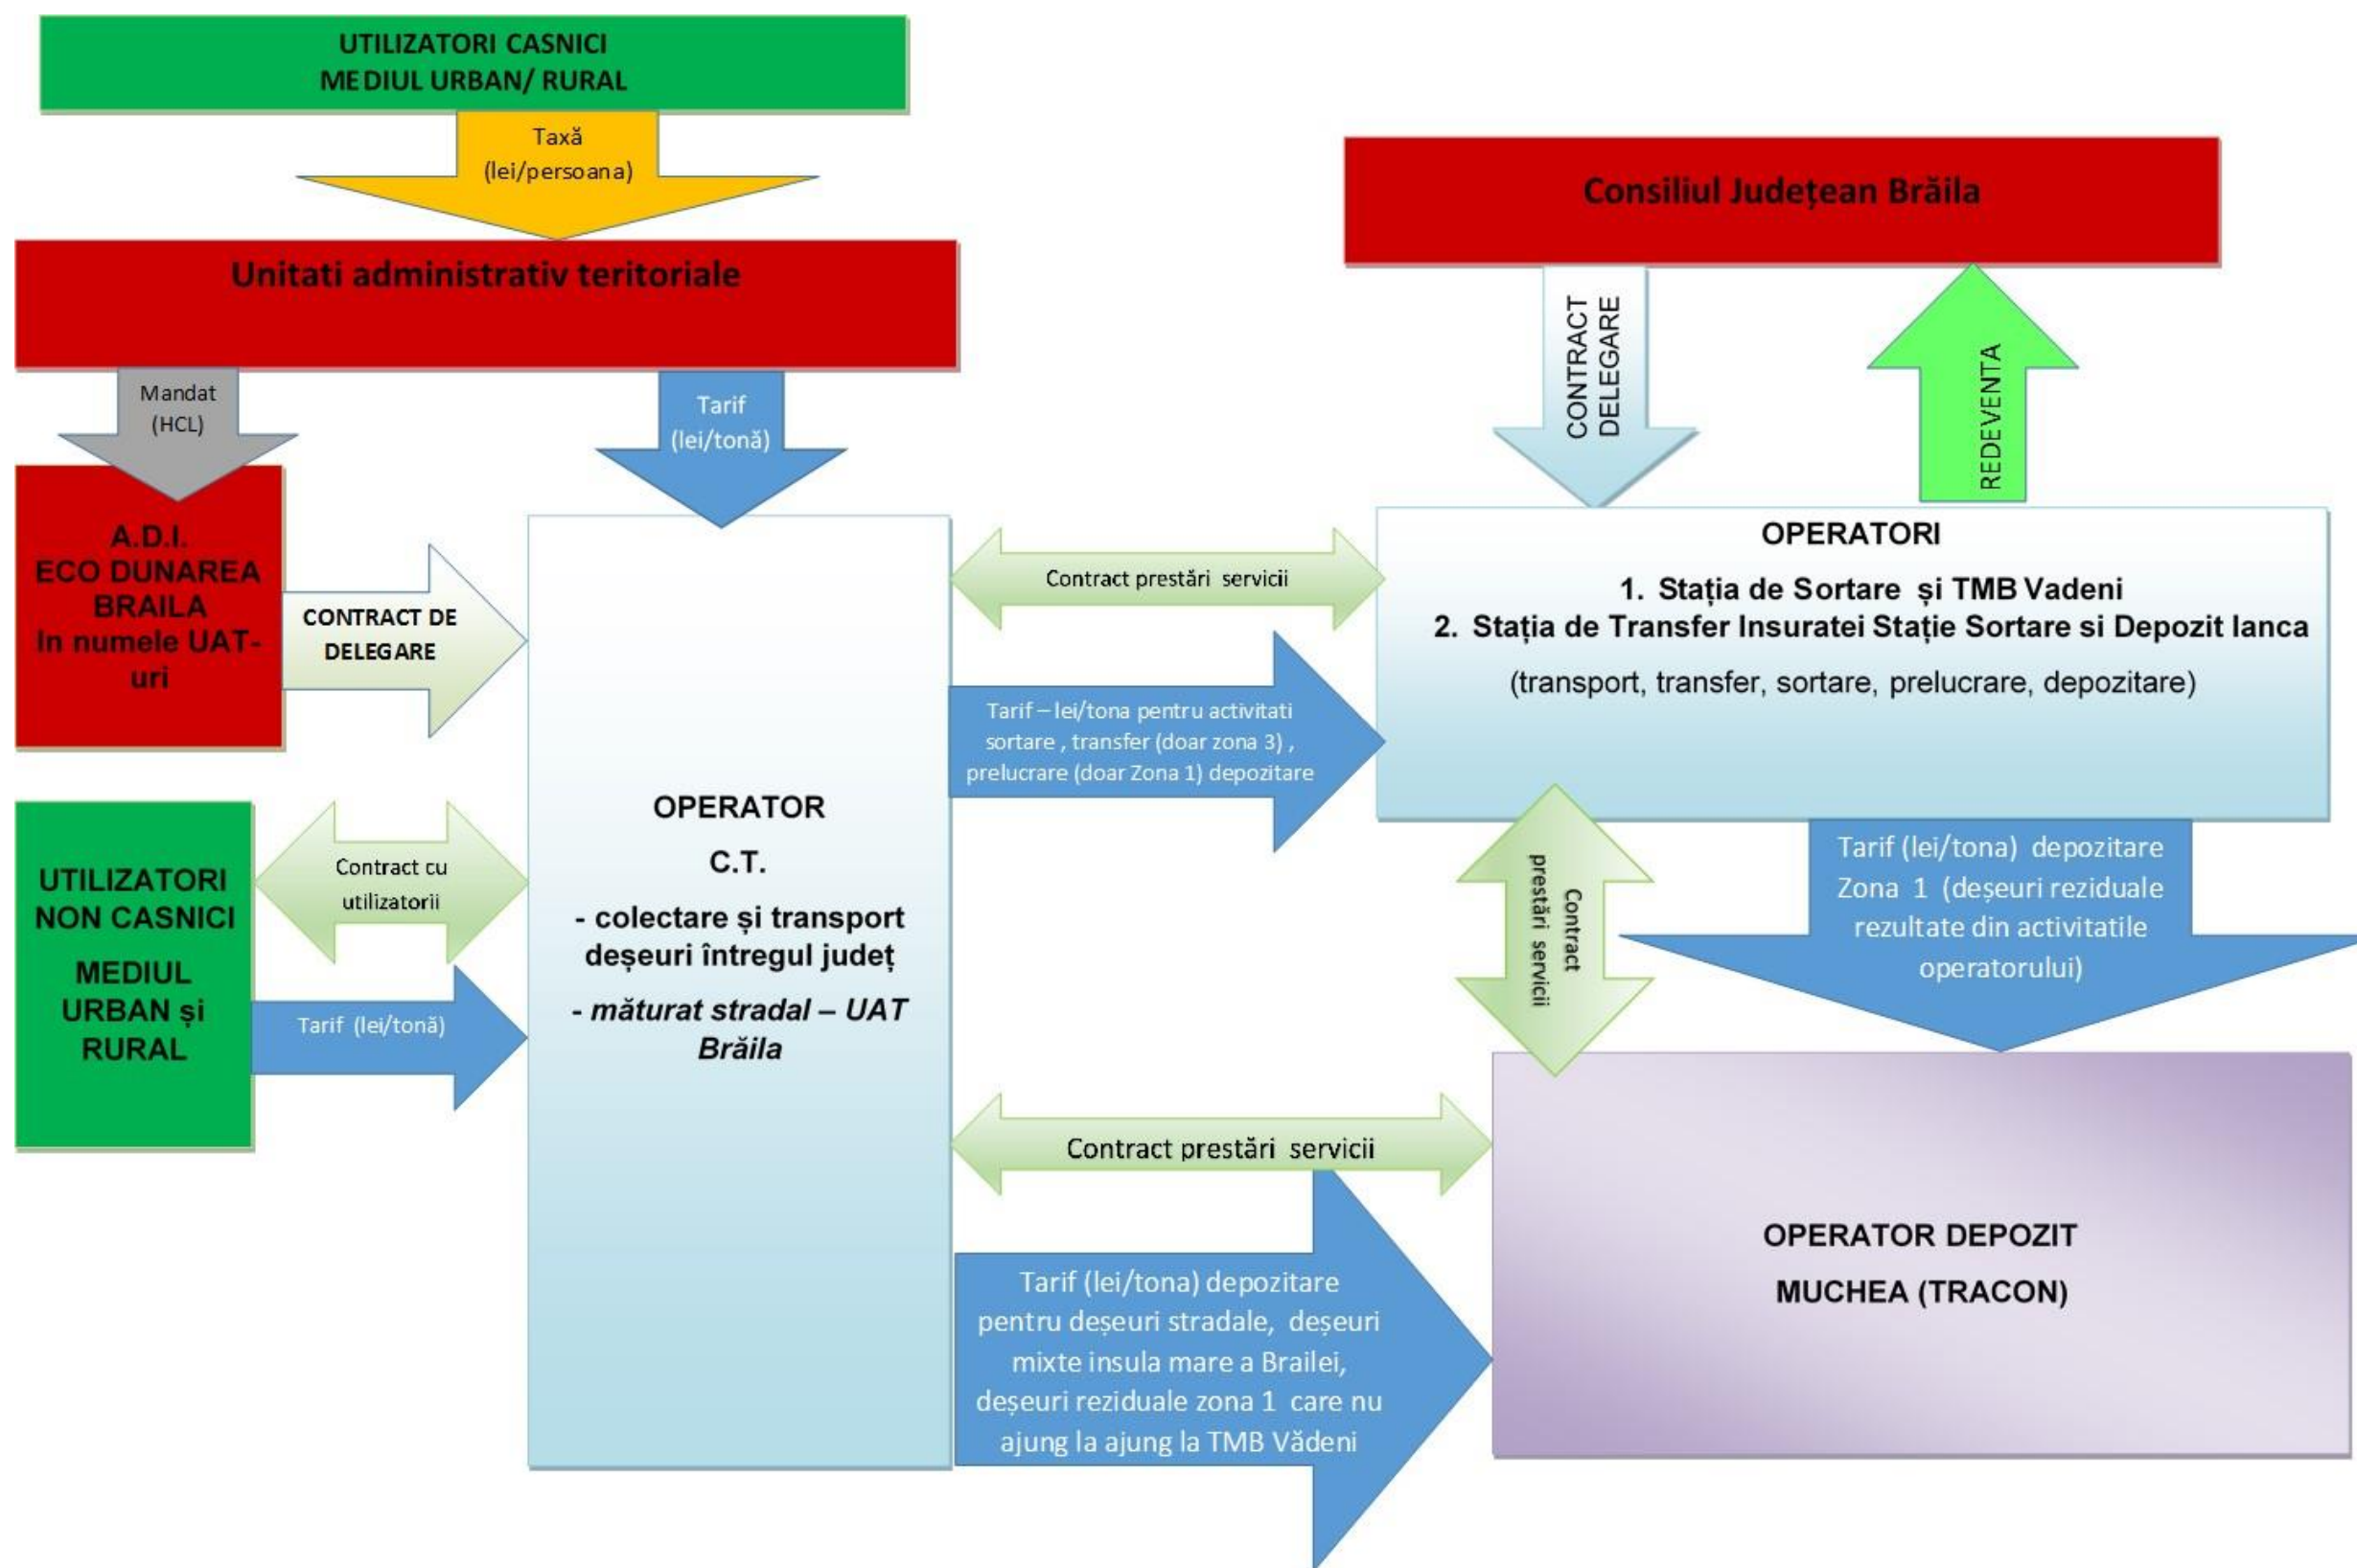 UTILIZATORI CASNICI
MEDIUL URBAN/ RURAL
Taxă
(lei/persoana)
Unitati administrativ teritoriale
Consiliul Județean Brăila
Mandat
(HCL)
Tarif
(lei/tonă)
CONTRACT
DELEGARE
REDEVENTA
A.D.I.
ECO DUNAREA
BRAILA
In numele UAT-
uri
CONTRACT DE
DELEGARE
Contract prestări servicii
OPERATORI
1. Stația de Sortare și TMB Vadeni
2. Stația de Transfer Insuratei Stație Sortare si Depozit Ianca
(transport, transfer, sortare, prelucrare, depozitare)
Tarif – lei/tona pentru activitati
sortare , transfer (doar zona 3) ,
prelucrare (doar Zona 1) depozitare
OPERATOR
C.T.
- colectare și transport
deșeuri întregul județ
- măturat stradal – UAT
Brăila
UTILIZATORI
NON CASNICI
MEDIUL
URBAN și
RURAL
Contract cu
utilizatorii
Tarif (lei/tonă)
Contract
prestări servicii
Tarif (lei/tona) depozitare
Zona 1 (deșeuri reziduale
rezultate din activitatile
operatorului)
Contract prestări servicii
Tarif (lei/tona) depozitare
pentru deșeuri stradale, deșeuri
mixte insula mare a Brailei,
deșeuri reziduale zona 1 care nu
ajung la ajung la TMB Vădeni
OPERATOR DEPOZIT
MUCHEA (TRACON)